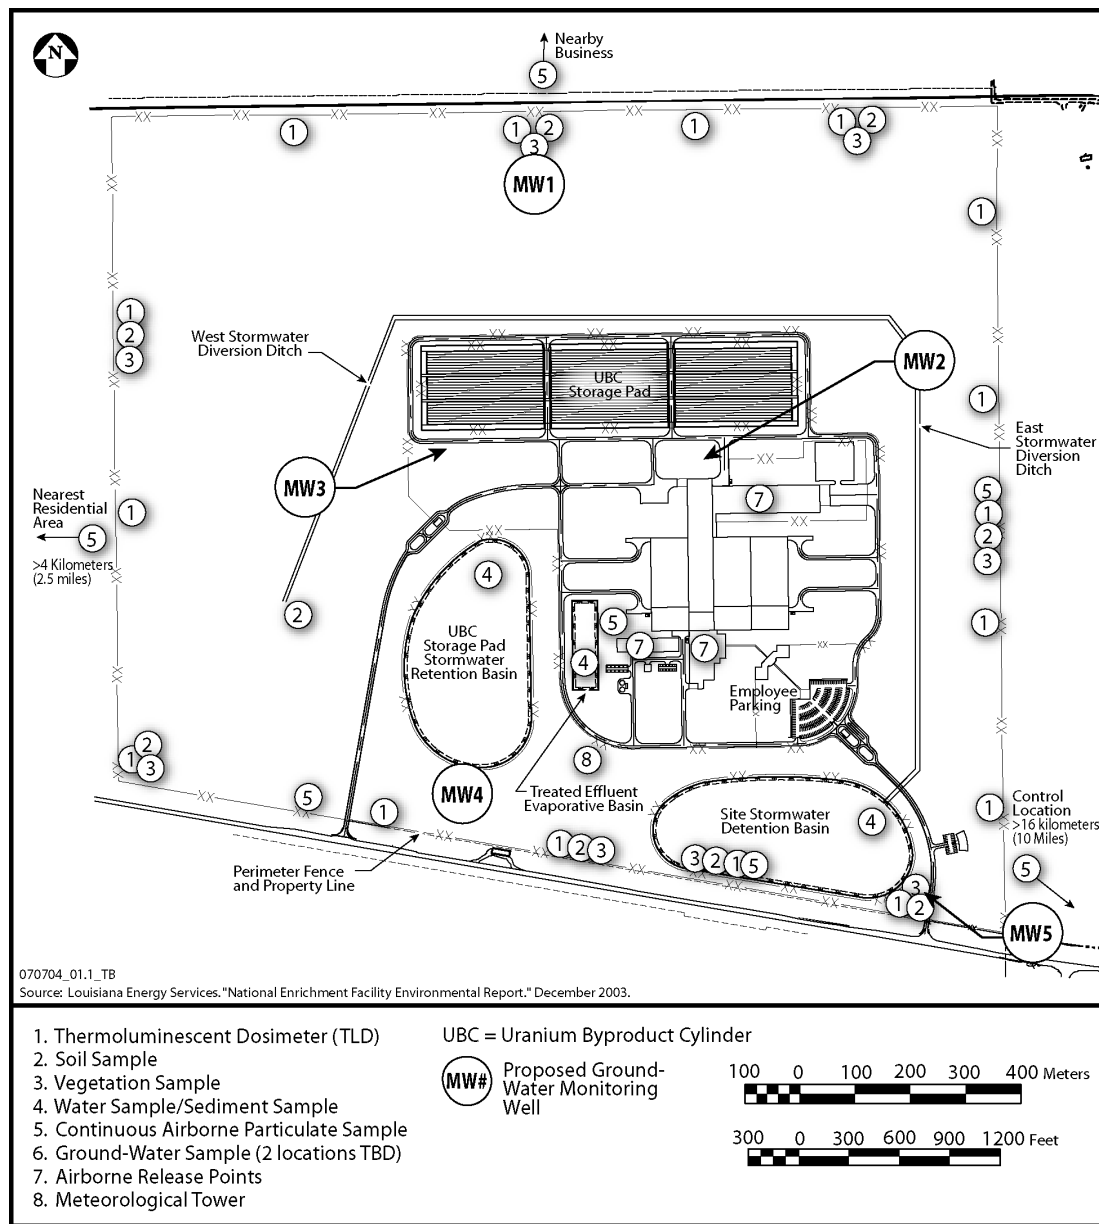 N
Nearby
Business
5
1
1
2
3
1
1
2
3
MW1
1
1
2
3
West Stormwater
Diversion Ditch
MW2
UBC
Storage Pad
1
East
Stormwater
Diversion
Ditch
MW3
Nearest
Residential
Area
5
>4 Kilometers
(2.5 miles)
1
7
5
1
2
3
4
2
UBC
Storage Pad
Stormwater
Retention Basin
5
7
7
4
1
Employee
Parking
2
1
3
8
Treated Effluent
Evaporative Basin
MW4
5
1
Site Stormwater
Detention Basin
4
1
Control
Location
>16 kilometers
(10 Miles)
5
1
2
3
3
2
1
5
3
1
2
Perimeter Fence
and Property Line
MW5
070704_01.1_TB
Source: Louisiana Energy Services. "National Enrichment Facility Environmental Report." December 2003.
1. Thermoluminescent Dosimeter (TLD)
2. Soil Sample
3. Vegetation Sample
4. Water Sample/Sediment Sample
5. Continuous Airborne Particulate Sample
6. Ground-Water Sample (2 locations TBD)
7. Airborne Release Points
8. Meteorological Tower
UBC = Uranium Byproduct Cylinder
MW# Proposed Ground-
Water Monitoring
Well
100 0 100 200 300 400 Meters
300 0 300 600 900 1200 Feet